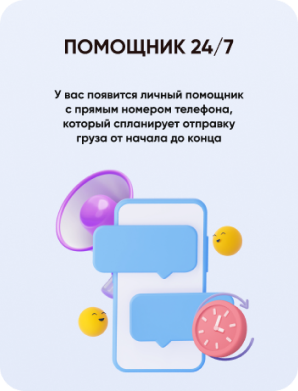 ПОМОЩНИК 24/7
У вас появится личный помощник
с прямым номером телефона,
который спланирует отправку
груза от начала до конца